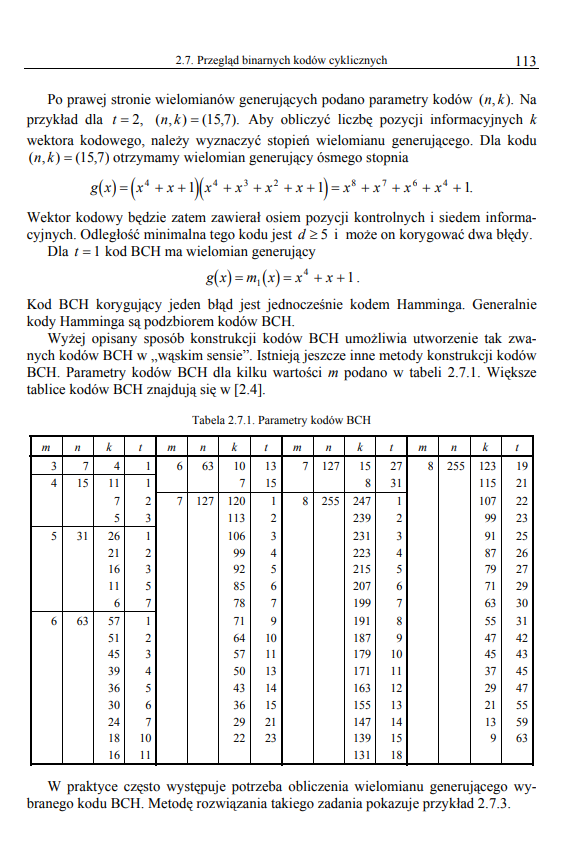 2.7. Przegląd binarnych kodów cyklicznych 113
Po prawej stronie wielomianów generujących podano parametry kodów (n, k). Na
przykład dla t = 2, (n, k) = (15,7). Aby obliczyć liczbę pozycji informacyjnych k
wektora kodowego, należy wyznaczyć stopień wielomianu generującego. Dla kodu
(n, k) = (15,7) otrzymamy wielomian generujący ósmego stopnia
g(x) = (x⁴ + x + 1)(x⁴ + x³ + x² + x + 1) = x⁸ + x⁷ + x⁶ + x⁴ + 1.
Wektor kodowy będzie zatem zawierał osiem pozycji kontrolnych i siedem informa-
cyjnych. Odległość minimalna tego kodu jest d ≥ 5 i może on korygować dwa błędy.
Dla t = 1 kod BCH ma wielomian generujący
g(x) = m₁(x) = x⁴ + x + 1.
Kod BCH korygujący jeden błąd jest jednocześnie kodem Hamminga. Generalnie
kody Hamminga są podzbiorem kodów BCH.
Wyżej opisany sposób konstrukcji kodów BCH umożliwia utworzenie tak zwa-
nych kodów BCH w „wąskim sensie”. Istnieją jeszcze inne metody konstrukcji kodów
BCH. Parametry kodów BCH dla kilku wartości m podano w tabeli 2.7.1. Większe
tablice kodów BCH znajdują się w [2.4].
Tabela 2.7.1. Parametry kodów BCH
m n k t m n k t m n k t m n k t
3 7 4 1 6 63 10 13 7 127 15 27 8 255 123 19
4 15 11 1 7 15 8 31 115 21
7 2 7 127 120 1 8 255 247 1 107 22
5 3 113 2 239 2 99 23
5 31 26 1 106 3 231 3 91 25
21 2 99 4 223 4 87 26
16 3 92 5 215 5 79 27
11 5 85 6 207 6 71 29
6 7 78 7 199 7 63 30
6 63 57 1 71 9 191 8 55 31
51 2 64 10 187 9 47 42
45 3 57 11 179 10 45 43
39 4 50 13 171 11 37 45
36 5 43 14 163 12 29 47
30 6 36 15 155 13 21 55
24 7 29 21 147 14 13 59
18 10 22 23 139 15 9 63
16 11 131 18
W praktyce często występuje potrzeba obliczenia wielomianu generującego wy-
branego kodu BCH. Metodę rozwiązania takiego zadania pokazuje przykład 2.7.3.